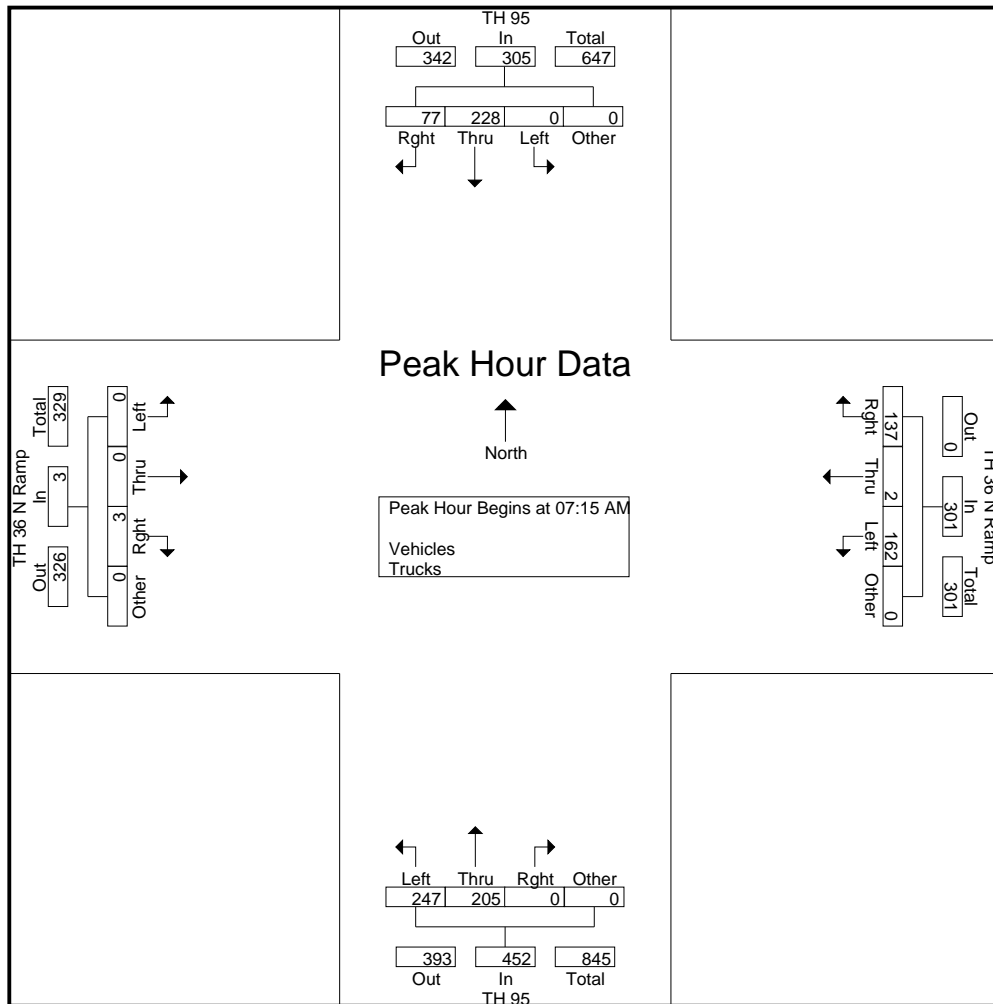 TH 95
Out In Total
342 305 647
77 228 0 0
Rght Thru Left Other
Peak Hour Data
North
Peak Hour Begins at 07:15 AM
Vehicles
Trucks
TH 36 N Ramp
Out In Total
326 3 329
Left Thru Rght Other
0 0 3 0
TH 36 N Ramp
Out In Total
0 301 301
Rght Thru Left Other
137 2 162 0
Left Thru Rght Other
247 205 0 0
393 452 845
Out In Total
TH 95